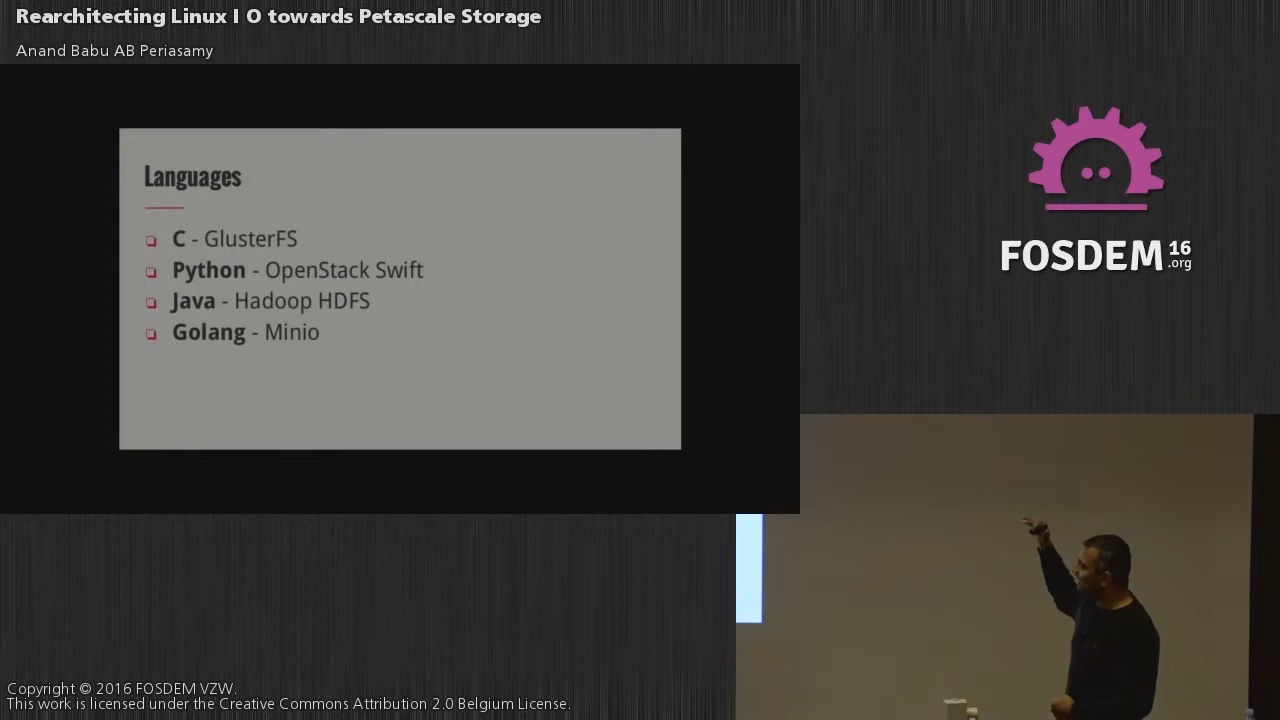 Rearchitecting Linux I O towards Petascale Storage
Anand Babu AB Periasamy
Languages
C - GlusterFS
Python - OpenStack Swift
Java - Hadoop HDFS
Golang - Minio
FOSDEM 16 .org
Copyright © 2016 FOSDEM VZW.
This work is licensed under the Creative Commons Attribution 2.0 Belgium License.